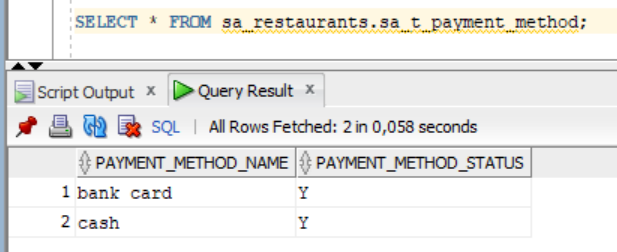 SELECT * FROM sa_restaurants.sa_t_payment_method;
Script Output x Query Result x
SQL | All Rows Fetched: 2 in 0,058 seconds
PAYMENT_METHOD_NAME PAYMENT_METHOD_STATUS
1 bank card Y
2 cash Y